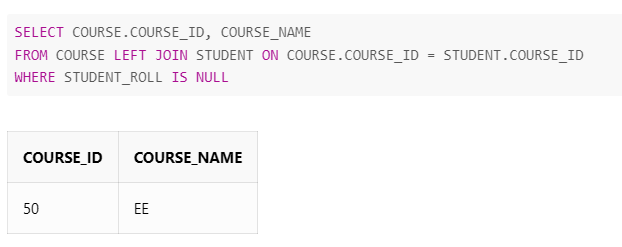 SELECT COURSE.COURSE_ID, COURSE_NAME
FROM COURSE LEFT JOIN STUDENT ON COURSE.COURSE_ID = STUDENT.COURSE_ID
WHERE STUDENT_ROLL IS NULL
COURSE_ID COURSE_NAME
50 EE